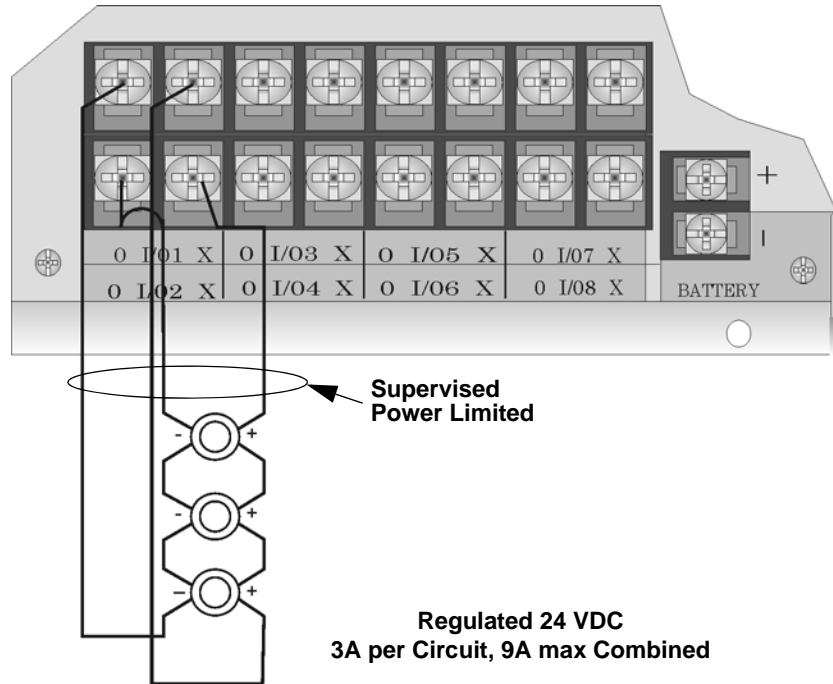 +
-
0 I/01 X 0 I/03 X 0 I/05 X 0 I/07 X
0 I/02 X 0 I/04 X 0 I/06 X 0 I/08 X
BATTERY
Supervised
Power Limited
- +
- +
- +
Regulated 24 VDC
3A per Circuit, 9A max Combined